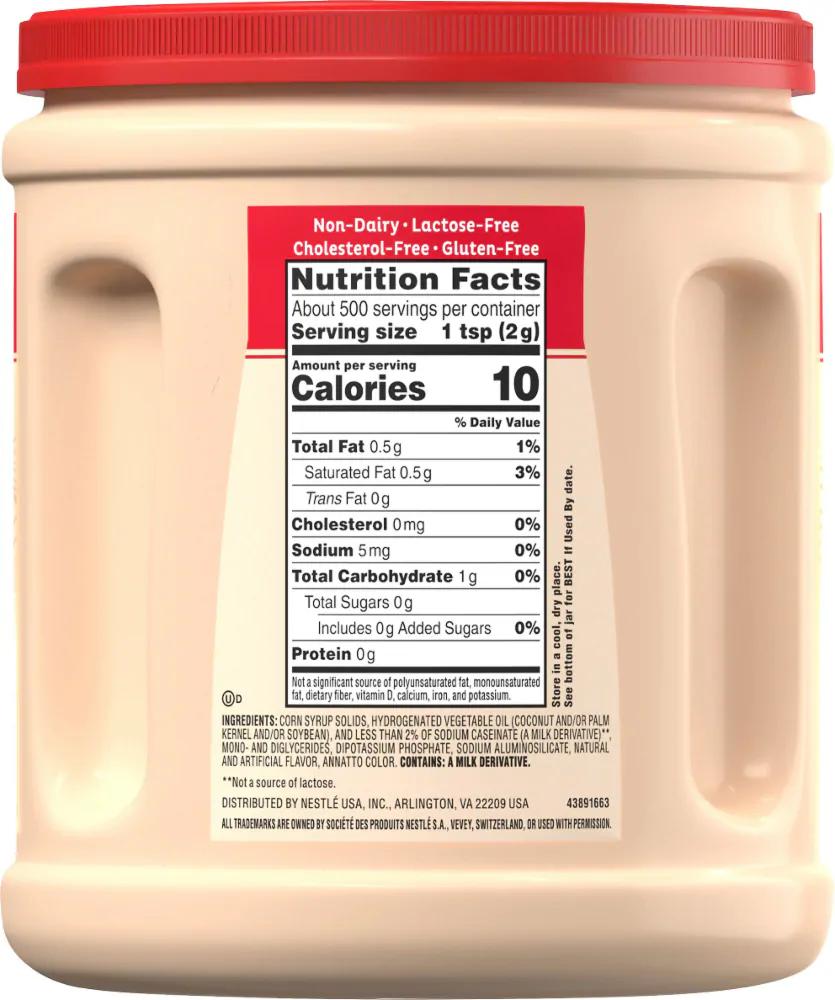 Non-Dairy • Lactose-Free
Cholesterol-Free • Gluten-Free
Nutrition Facts
About 500 servings per container
Serving size 1 tsp (2g)
Amount per serving
Calories 10
% Daily Value
Total Fat 0.5g 1%
Saturated Fat 0.5g 3%
Trans Fat 0g
Cholesterol 0mg 0%
Sodium 5mg 0%
Total Carbohydrate 1g 0%
Total Sugars 0g
Includes 0g Added Sugars 0%
Protein 0g
Not a significant source of polyunsaturated fat, monounsaturated
fat, dietary fiber, vitamin D, calcium, iron, and potassium.
Store in a cool, dry place.
See bottom of jar for BEST If Used By date.
UD
INGREDIENTS: CORN SYRUP SOLIDS, HYDROGENATED VEGETABLE OIL (COCONUT AND/OR PALM
KERNEL AND/OR SOYBEAN), AND LESS THAN 2% OF SODIUM CASEINATE (A MILK DERIVATIVE)**,
MONO- AND DIGLYCERIDES, DIPOTASSIUM PHOSPHATE, SODIUM ALUMINOSILICATE, NATURAL
AND ARTIFICIAL FLAVOR, ANNATTO COLOR. CONTAINS: A MILK DERIVATIVE.
**Not a source of lactose.
DISTRIBUTED BY NESTLÉ USA, INC., ARLINGTON, VA 22209 USA 43891663
ALL TRADEMARKS ARE OWNED BY SOCIÉTÉ DES PRODUITS NESTLÉ S.A., VEVEY, SWITZERLAND, OR USED WITH PERMISSION.